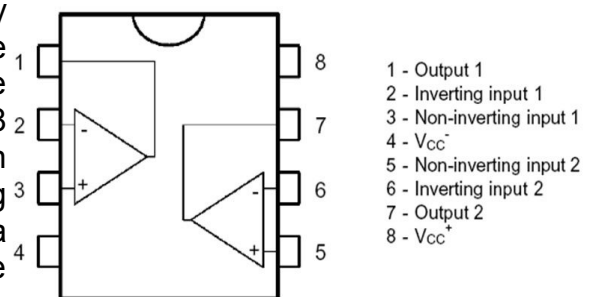 1
2
3
4
-
+
-
+
8
7
6
5
1 - Output 1
2 - Inverting input 1
3 - Non-inverting input 1
4 - Vcc-
5 - Non-inverting input 2
6 - Inverting input 2
7 - Output 2
8 - Vcc+